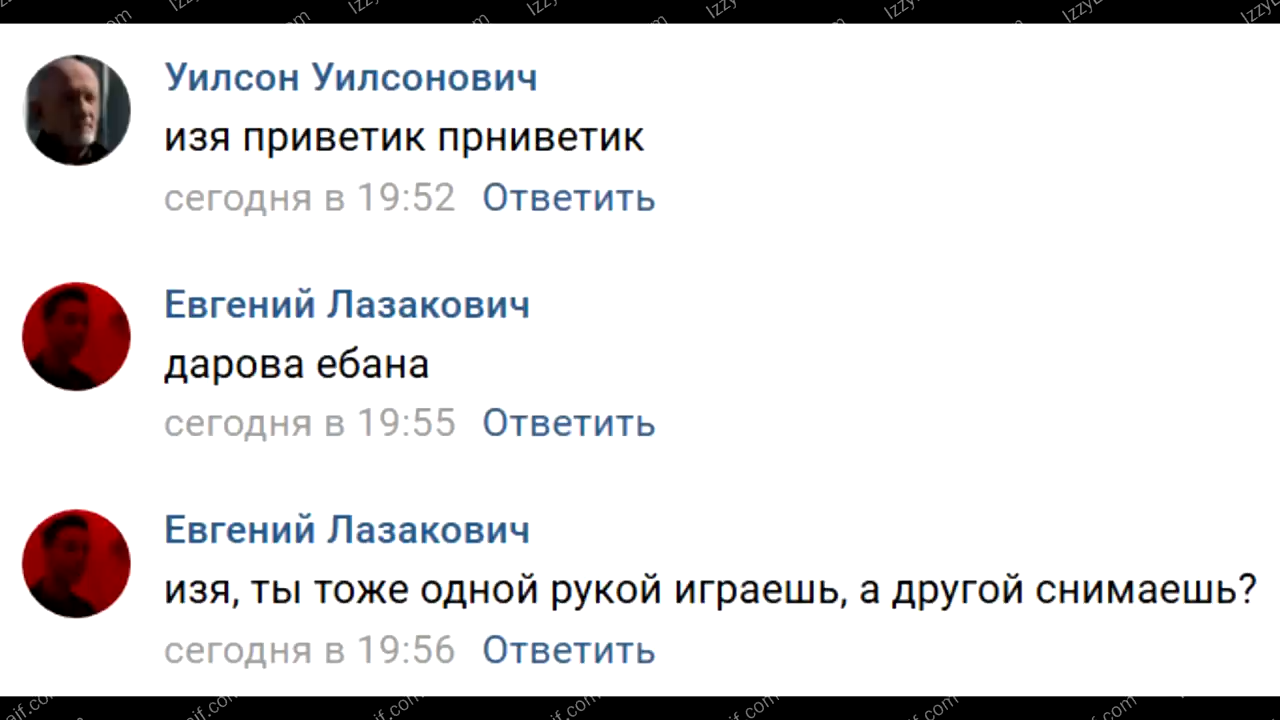 Уилсон Уилсонович
изя приветик прниветик
сегодня в 19:52 Ответить
Евгений Лазакович
дарова ебана
сегодня в 19:55 Ответить
Евгений Лазакович
изя, ты тоже одной рукой играешь, а другой снимаешь?
сегодня в 19:56 Ответить